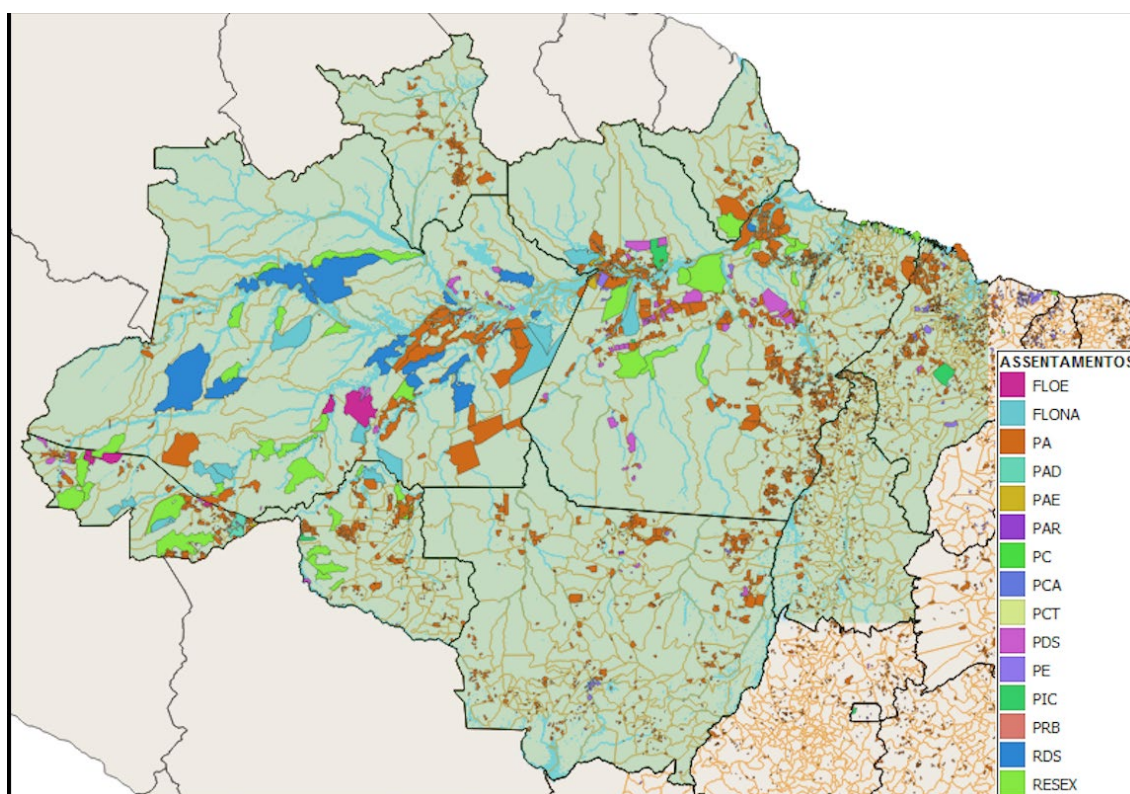 ASSENTAMENTOS
FLOE
FLONA
PA
PAD
PAE
PAR
PC
PCA
PCT
PDS
PE
PIC
PRB
RDS
RESEX